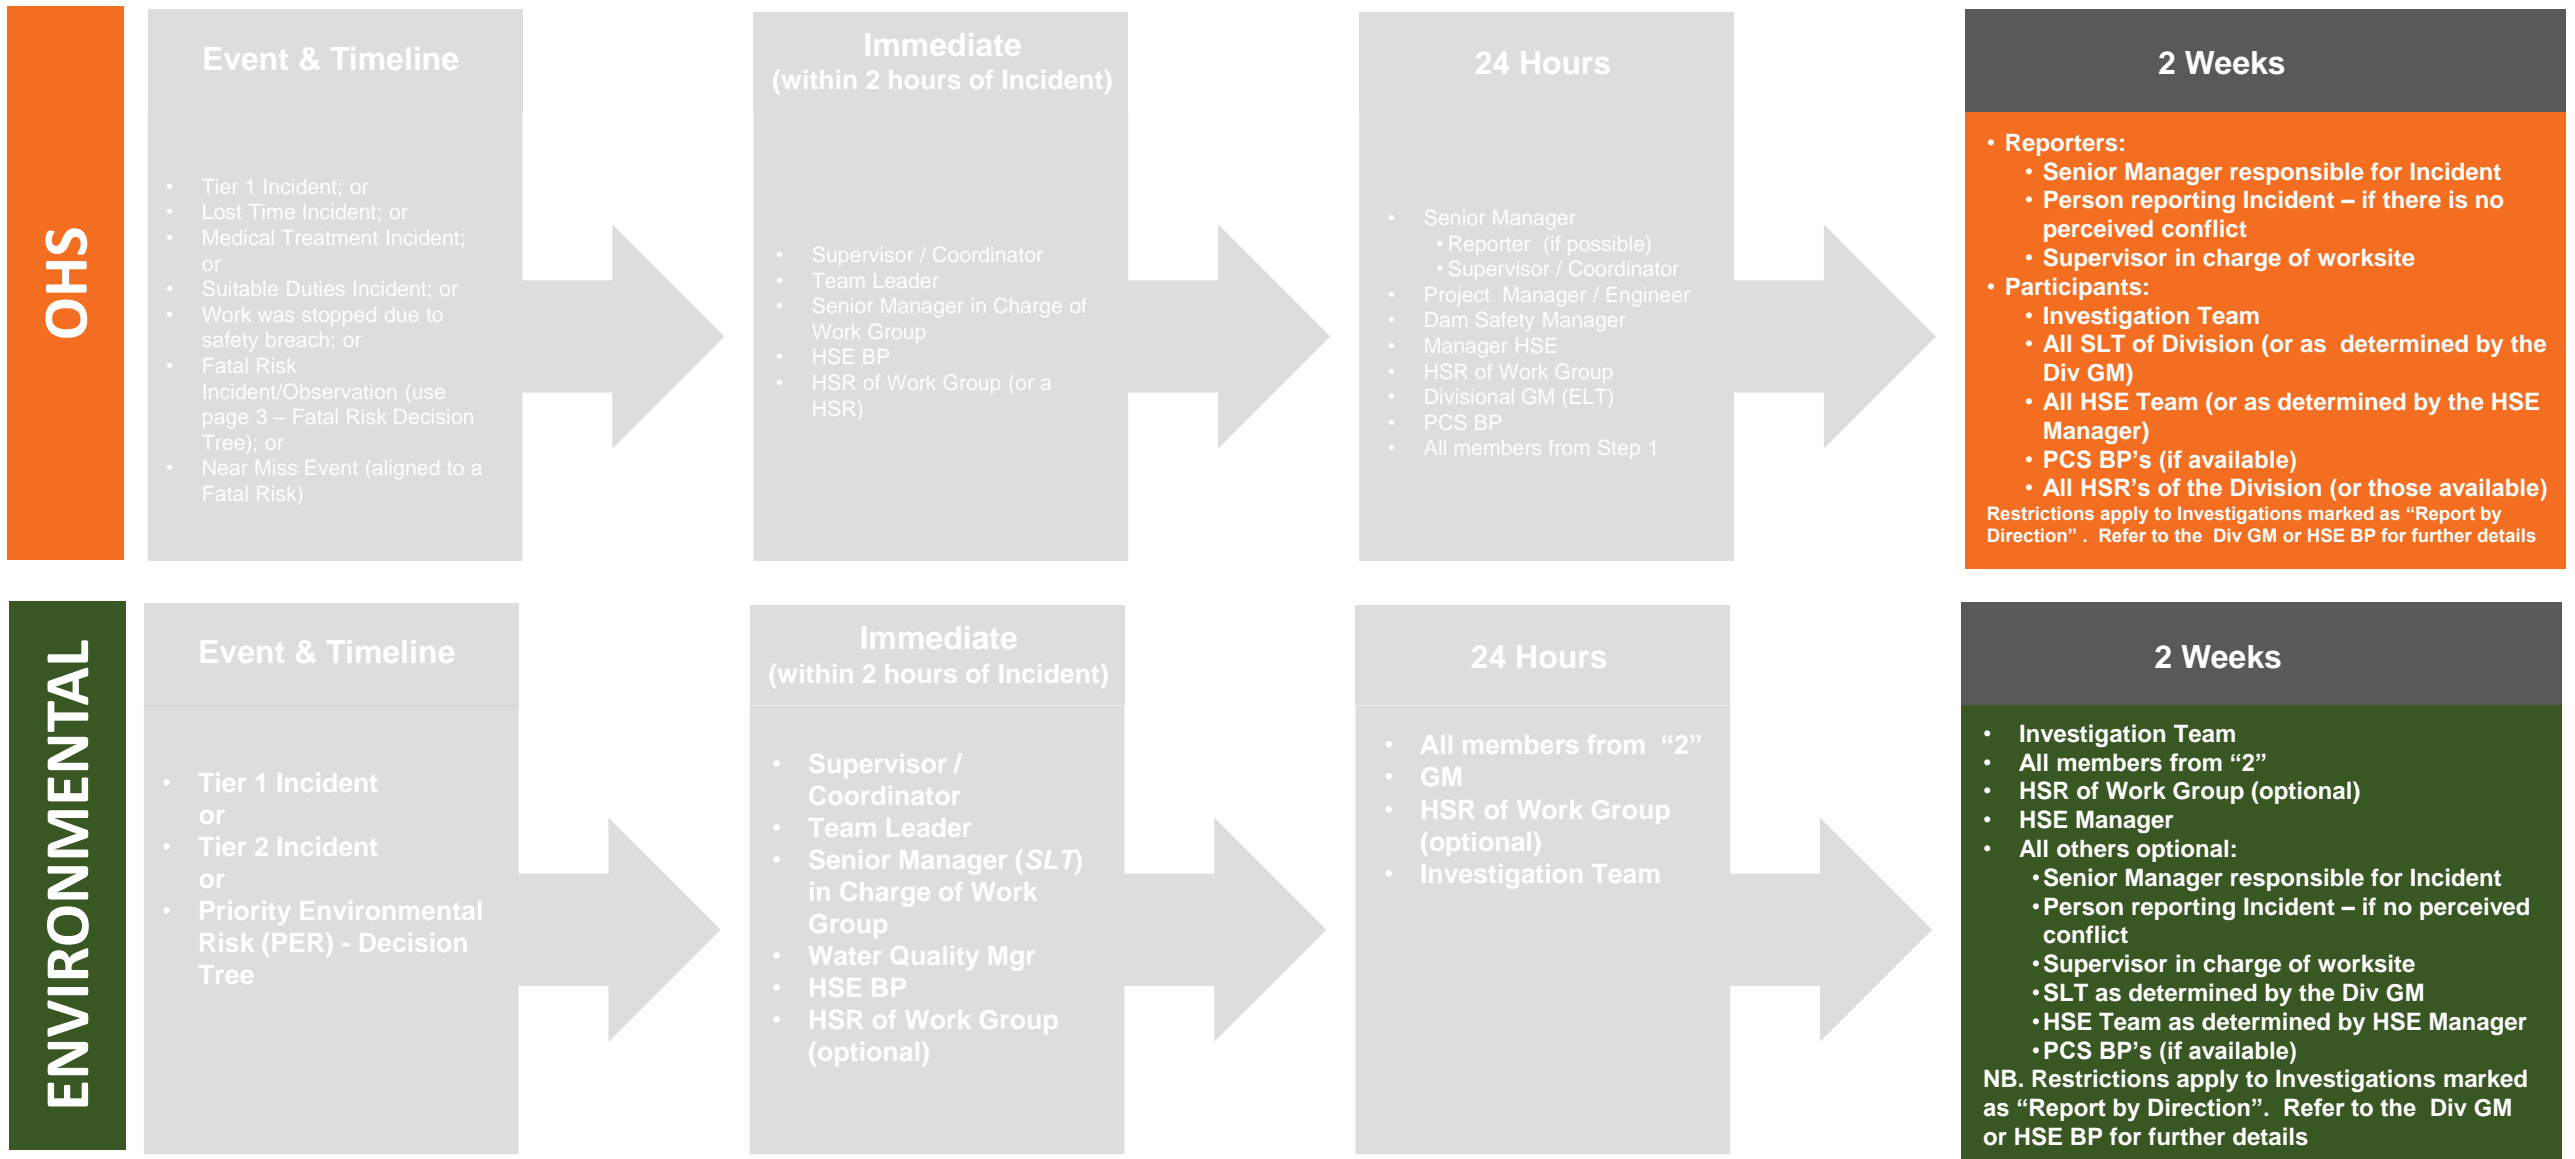 OHS
Event & Timeline
• Tier 1 Incident; or
• Lost Time Incident; or
• Medical Treatment Incident;
or
• Suitable Duties Incident; or
• Work was stopped due to
safety breach; or
• Fatal Risk
Incident/Observation (use
page 3 – Fatal Risk Decision
Tree); or
• Near Miss Event (aligned to a
Fatal Risk)
Immediate
(within 2 hours of Incident)
• Supervisor / Coordinator
• Team Leader
• Senior Manager in Charge of
Work Group
• HSE BP
• HSR of Work Group (or a
HSR)
24 Hours
• Senior Manager
• Reporter (if possible)
• Supervisor / Coordinator
• Project Manager / Engineer
• Dam Safety Manager
• Manager HSE
• HSR of Work Group
• Divisional GM (ELT)
• PCS BP
• All members from Step 1
2 Weeks
• Reporters:
• Senior Manager responsible for Incident
• Person reporting Incident – if there is no
perceived conflict
• Supervisor in charge of worksite
• Participants:
• Investigation Team
• All SLT of Division (or as determined by the
Div GM)
• All HSE Team (or as determined by the HSE
Manager)
• PCS BP’s (if available)
• All HSR’s of the Division (or those available)
Restrictions apply to Investigations marked as “Report by
Direction” . Refer to the Div GM or HSE BP for further details
ENVIRONMENTAL
Event & Timeline
• Tier 1 Incident
or
• Tier 2 Incident
or
• Priority Environmental
Risk (PER) - Decision
Tree
Immediate
(within 2 hours of Incident)
• Supervisor /
Coordinator
• Team Leader
• Senior Manager (SLT)
in Charge of Work
Group
• Water Quality Mgr
• HSE BP
• HSR of Work Group
(optional)
24 Hours
• All members from “2”
• GM
• HSR of Work Group
(optional)
• Investigation Team
2 Weeks
• Investigation Team
• All members from “2”
• HSR of Work Group (optional)
• HSE Manager
• All others optional:
• Senior Manager responsible for Incident
• Person reporting Incident – if no perceived
conflict
• Supervisor in charge of worksite
• SLT as determined by the Div GM
• HSE Team as determined by HSE Manager
• PCS BP’s (if available)
NB. Restrictions apply to Investigations marked
as “Report by Direction”. Refer to the Div GM
or HSE BP for further details